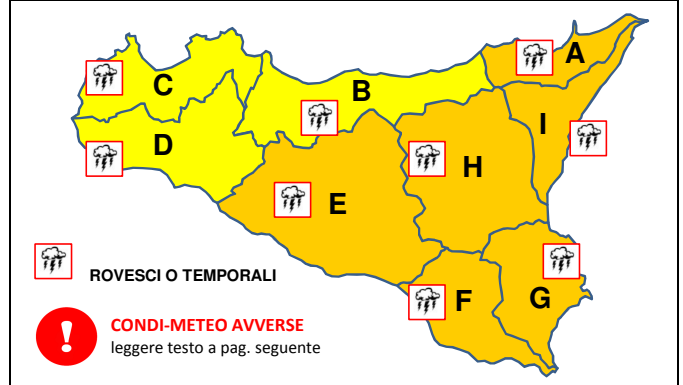 A
C
B
I
D
H
E
ROVESCI O TEMPORALI
F
G
CONDI-METEO AVVERSE
leggere testo a pag. seguente